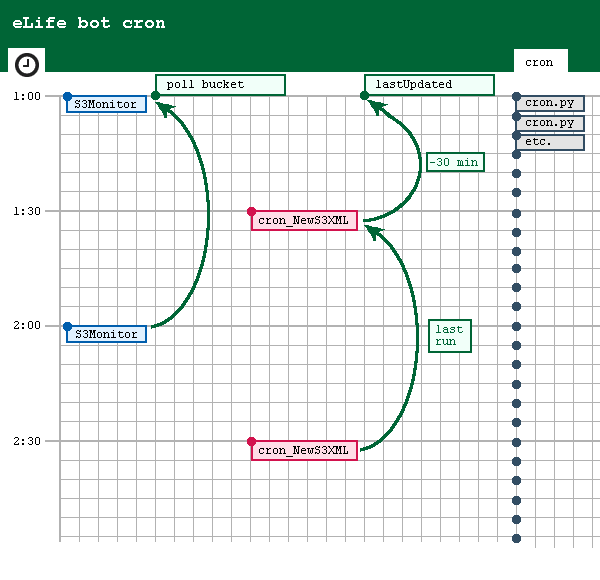 eLife bot cron
cron
poll bucket
lastUpdated
1:00
S3Monitor
cron.py
cron.py
etc.
-30 min
1:30
cron_NewS3XML
2:00
S3Monitor
last
run
2:30
cron_NewS3XML